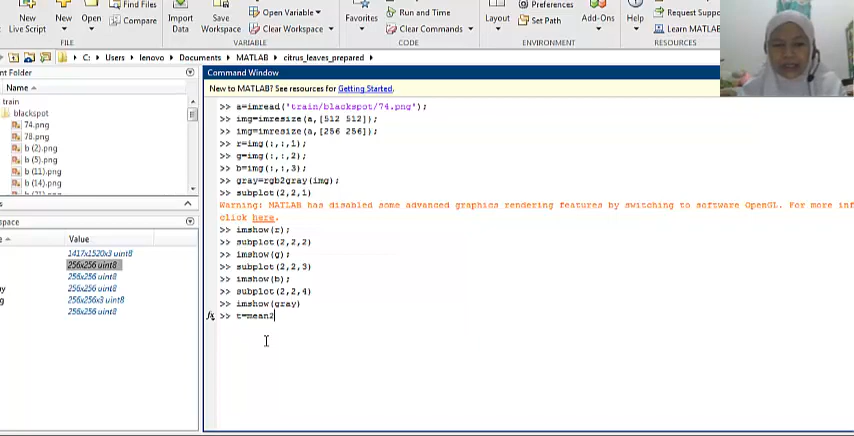 New
Live Script
New
Open
Find Files
Compare
Import
Data
Save
Workspace
Open Variable
Clear Workspace
Favorites
Run and Time
Clear Commands
Layout
Preferences
Set Path
Add-Ons
Help
Request Suppo
Learn MATLAB
FILE
VARIABLE
CODE
ENVIRONMENT
RESOURCES
C: Users lenovo Documents MATLAB citrus_leaves_prepared
nt Folder
Name
train
blackspot
74.png
78.png
b (2).png
b (5).png
b (11).png
b (14).png
s
space
Value
1417x1520x3 uint8
256x256 uint8
256x256 uint8
y 256x256 uint8
g 256x256x3 uint8
256x256 uint8
Command Window
New to MATLAB? See resources for Getting Started.
>> a=imread('train/blackspot/74.png');
>> img=imresize(a,[512 512]);
>> img=imresize(a,[256 256]);
>> r=img(:,:,1);
>> g=img(:,:,2);
>> b=img(:,:,3);
>> gray=rgb2gray(img);
>> subplot(2,2,1)
Warning: MATLAB has disabled some advanced graphics rendering features by switching to software OpenGL. For more inf
click here.
>> imshow(r);
>> subplot(2,2,2)
>> imshow(g);
>> subplot(2,2,3)
>> imshow(b);
>> subplot(2,2,4)
>> imshow(gray)
fx >> t=mean2